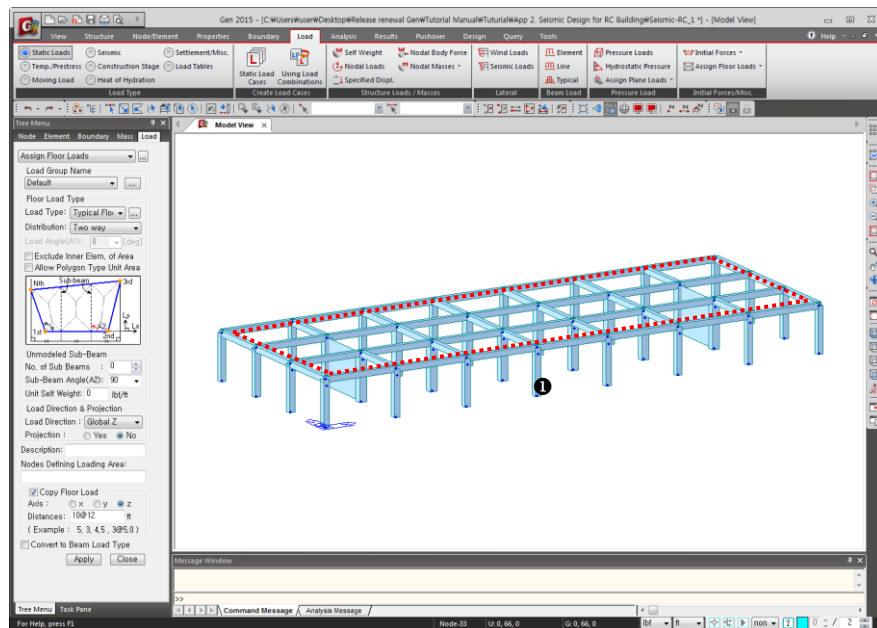 Gen 2015 - [C:₩Users₩user₩Desktop₩Release renewal Gen₩Tutorial Manual₩Tuturial₩App 2. Seismic Design for RC Building₩Seismic-RC_1 *] - [Model View]
View Structure Node/Element Properties Boundary Load Analysis Results Pushover Design Query Tools Help
Static Loads Seismic Settlement/Misc.
Temp./Prestress Construction Stage Load Tables
Moving Load Heat of Hydration
Load Type
Static Load Cases
Using Load Combinations
Create Load Cases
Self Weight Nodal Body Force
Nodal Loads Nodal Masses
Specified Displ.
Structure Loads / Masses
Wind Loads
Seismic Loads
Lateral
Element
Line
Typical
Beam Load
Pressure Loads
Hydrostatic Pressure
Assign Plane Loads
Pressure Load
Initial Forces
Assign Floor Loads
Initial Forces/Misc.
Tree Menu
Node Element Boundary Mass Load
Model View
Assign Floor Loads
Load Group Name
Default
Floor Load Type
Load Type: Typical Flo
Distribution: Two way
Load Angle(A1): 0 [deg]
Exclude Inner Elem. of Area
Allow Polygon Type Unit Area
Nth Sub-beam 3rd
Ly
A2 Lx
1st 2nd
Unmodeled Sub-Beam
No. of Sub Beams : 0
Sub-Beam Angle(A2): 90
Unit Self Weight: 0 lbf/ft
Load Direction & Projection
Load Direction : Global Z
Projection : Yes No
Description:
Nodes Defining Loading Area:
Copy Floor Load
Axis : x y z
Distances: 10@12 ft
( Example : 5, 3, 4.5 , 3@5.0 )
Convert to Beam Load Type
Apply Close
1
Message Window
>>
Tree Menu Task Pane
Command Message Analysis Message
For Help, press F1
Node-33 U: 0, 66, 0 G: 0, 66, 0 lbf ft non 0 / 2